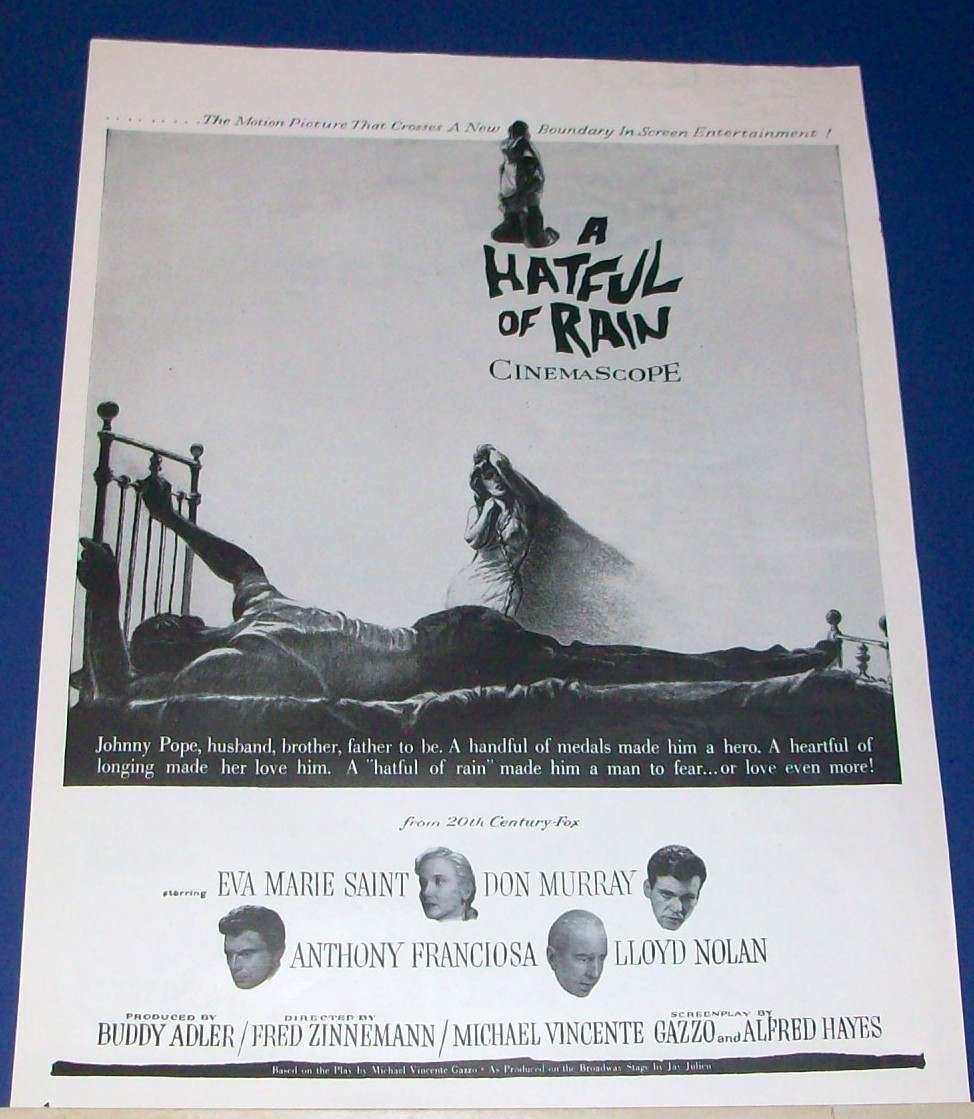 .........The Motion Picture That Crosses A New Boundary In Screen Entertainment !
A
HATFUL
OF RAIN
CINEMASCOPE
Johnny Pope, husband, brother, father to be. A handful of medals made him a hero. A heartful of
longing made her love him. A "hatful of rain" made him a man to fear...or love even more!
from 20th Century-Fox
starring EVA MARIE SAINT DON MURRAY
ANTHONY FRANCIOSA LLOYD NOLAN
PRODUCED BY DIRECTED BY SCREENPLAY BY
BUDDY ADLER / FRED ZINNEMANN / MICHAEL VINCENTE GAZZO and ALFRED HAYES
Based on the Play by Michael Vincente Gazzo • As Produced on the Broadway Stage by Jay Julien